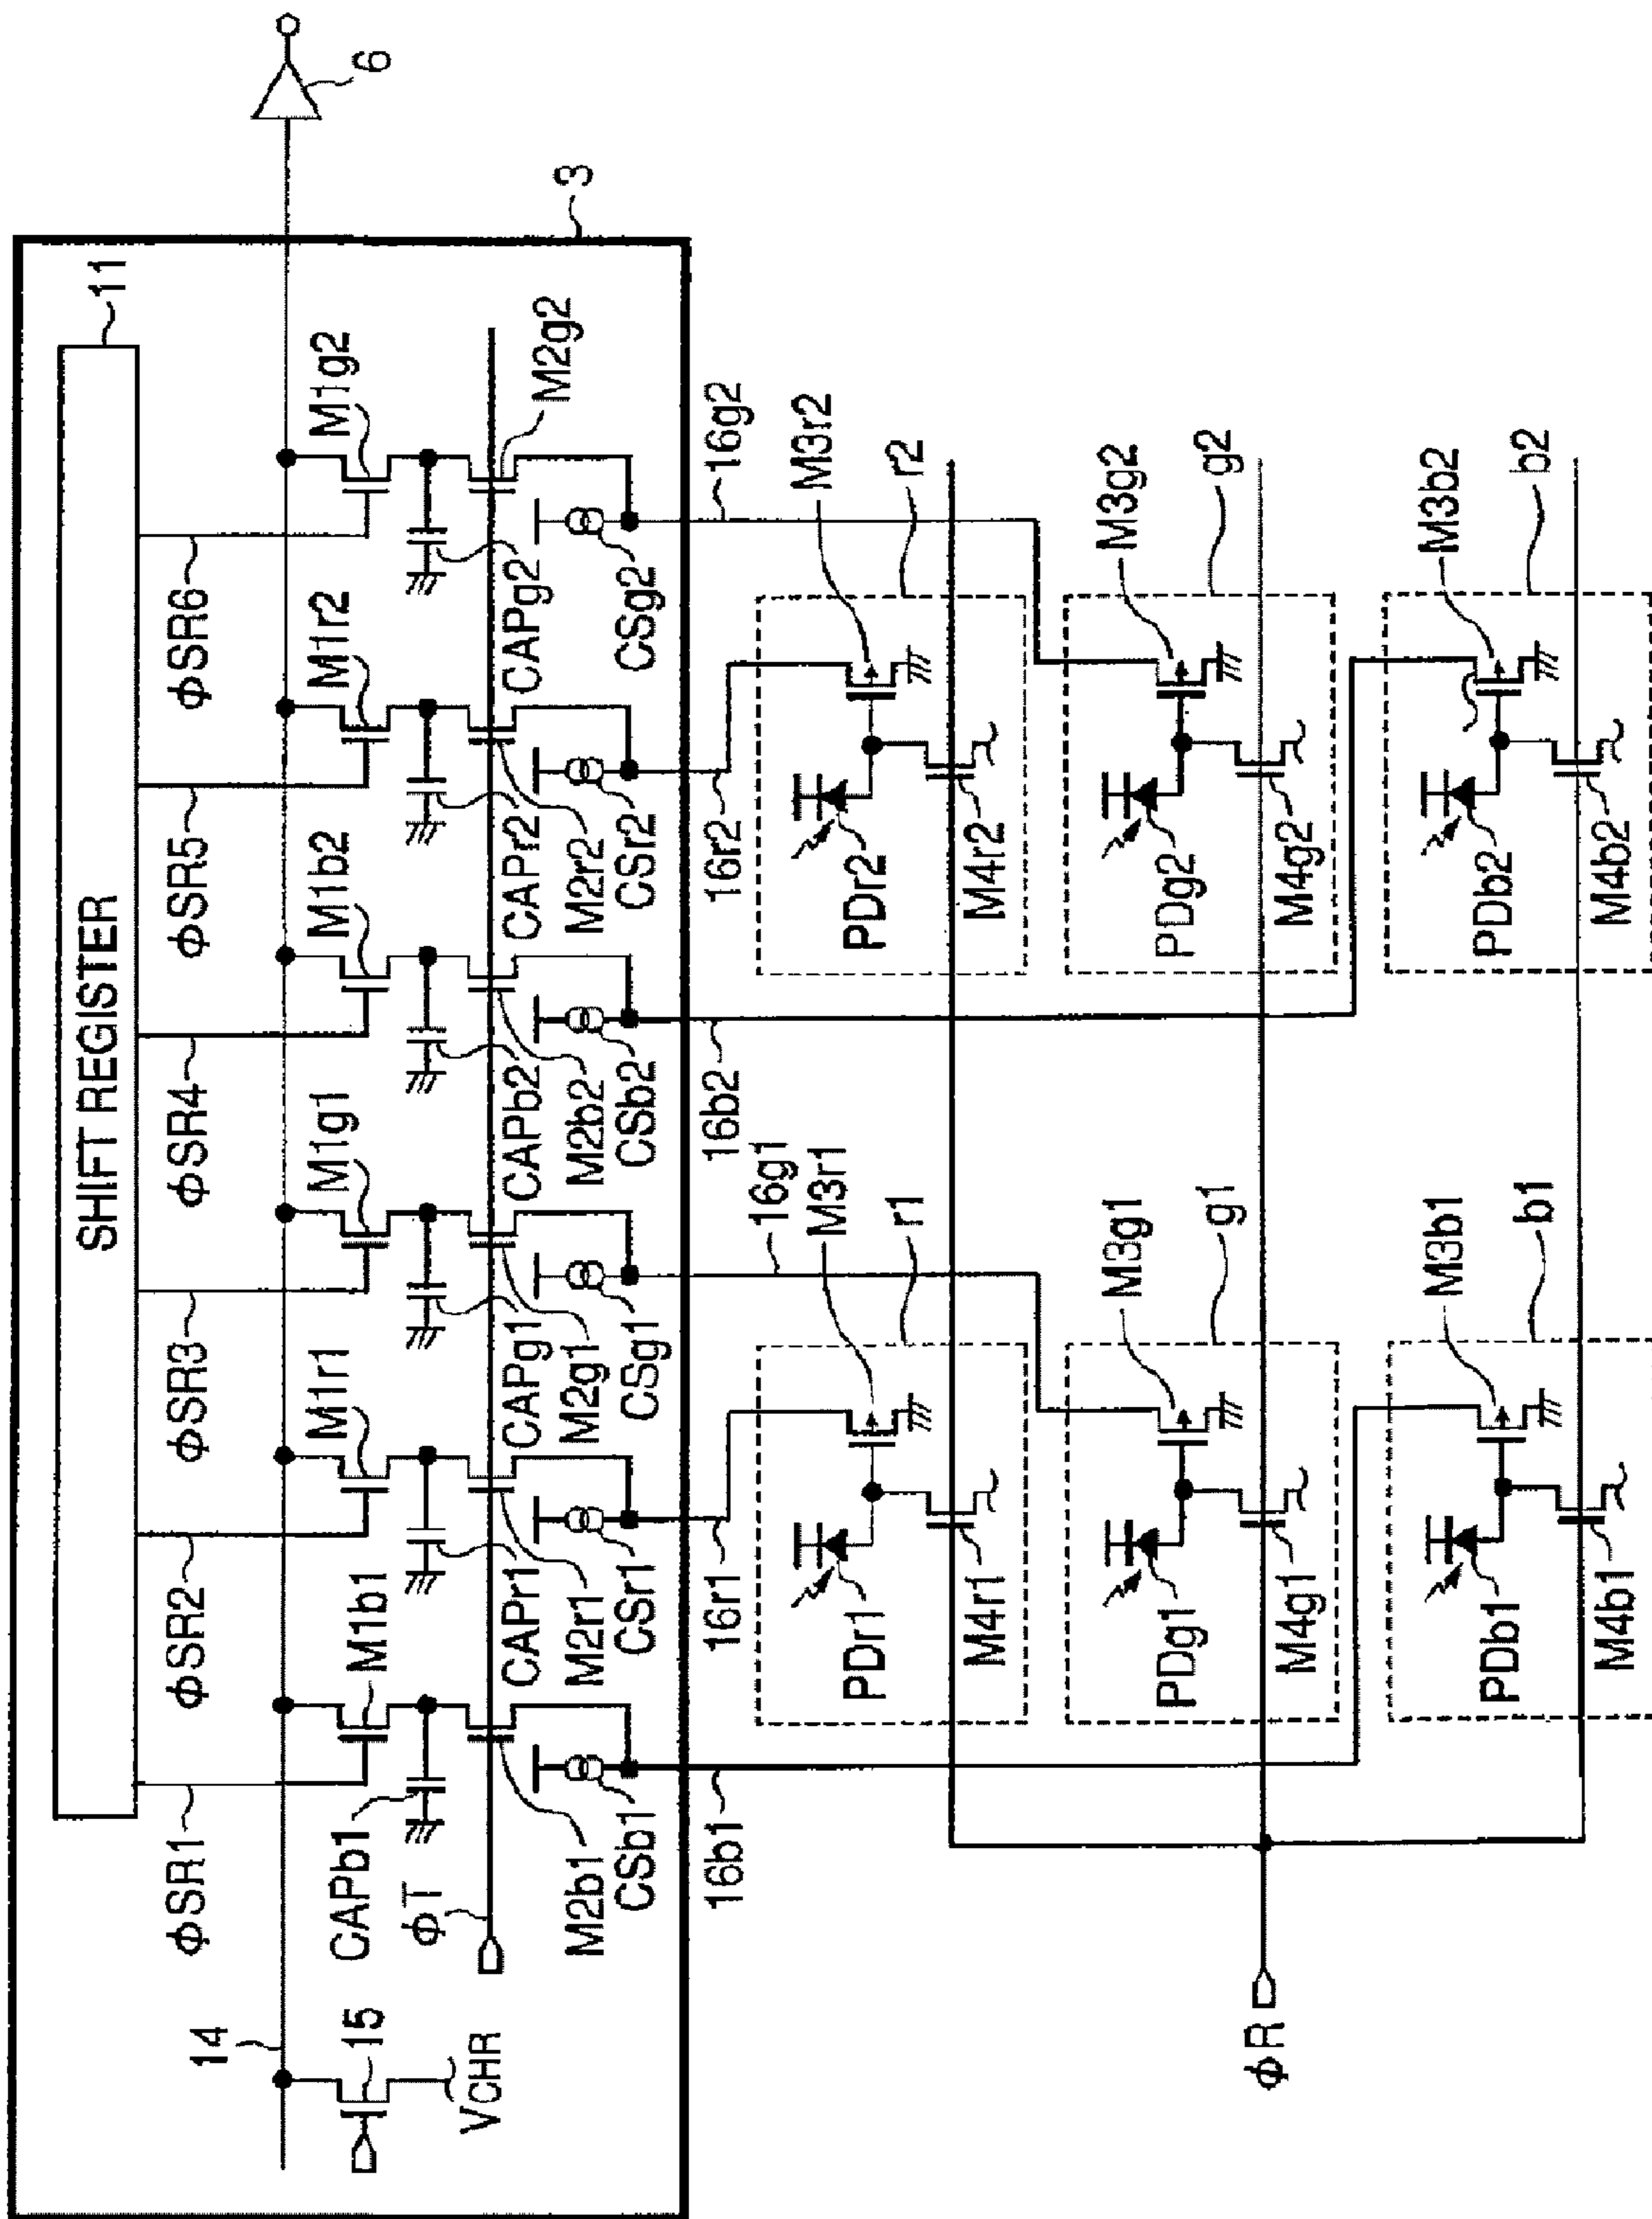 3
11
6
SHIFT REGISTER
ΦSR1
ΦSR2
ΦSR3
ΦSR4
ΦSR5
ΦSR6
14
15
VCHR
M1b1
M1r1
M1g1
M1b2
M1r2
M1g2
CAPb1
CAPr1
CAPg1
CAPb2
CAPr2
CAPg2
ΦT
M2b1
M2r1
M2g1
M2b2
M2r2
M2g2
CSb1
CSr1
CSg1
CSb2
CSr2
CSg2
16b1
16r1
16g1
16b2
16r2
16g2
M3r1
r1
M3r2
r2
PDr1
M4r1
PDr2
M4r2
M3g1
g1
M3g2
g2
PDg1
M4g1
PDg2
M4g2
ΦR
M3b1
b1
M3b2
b2
PDb1
M4b1
PDb2
M4b2